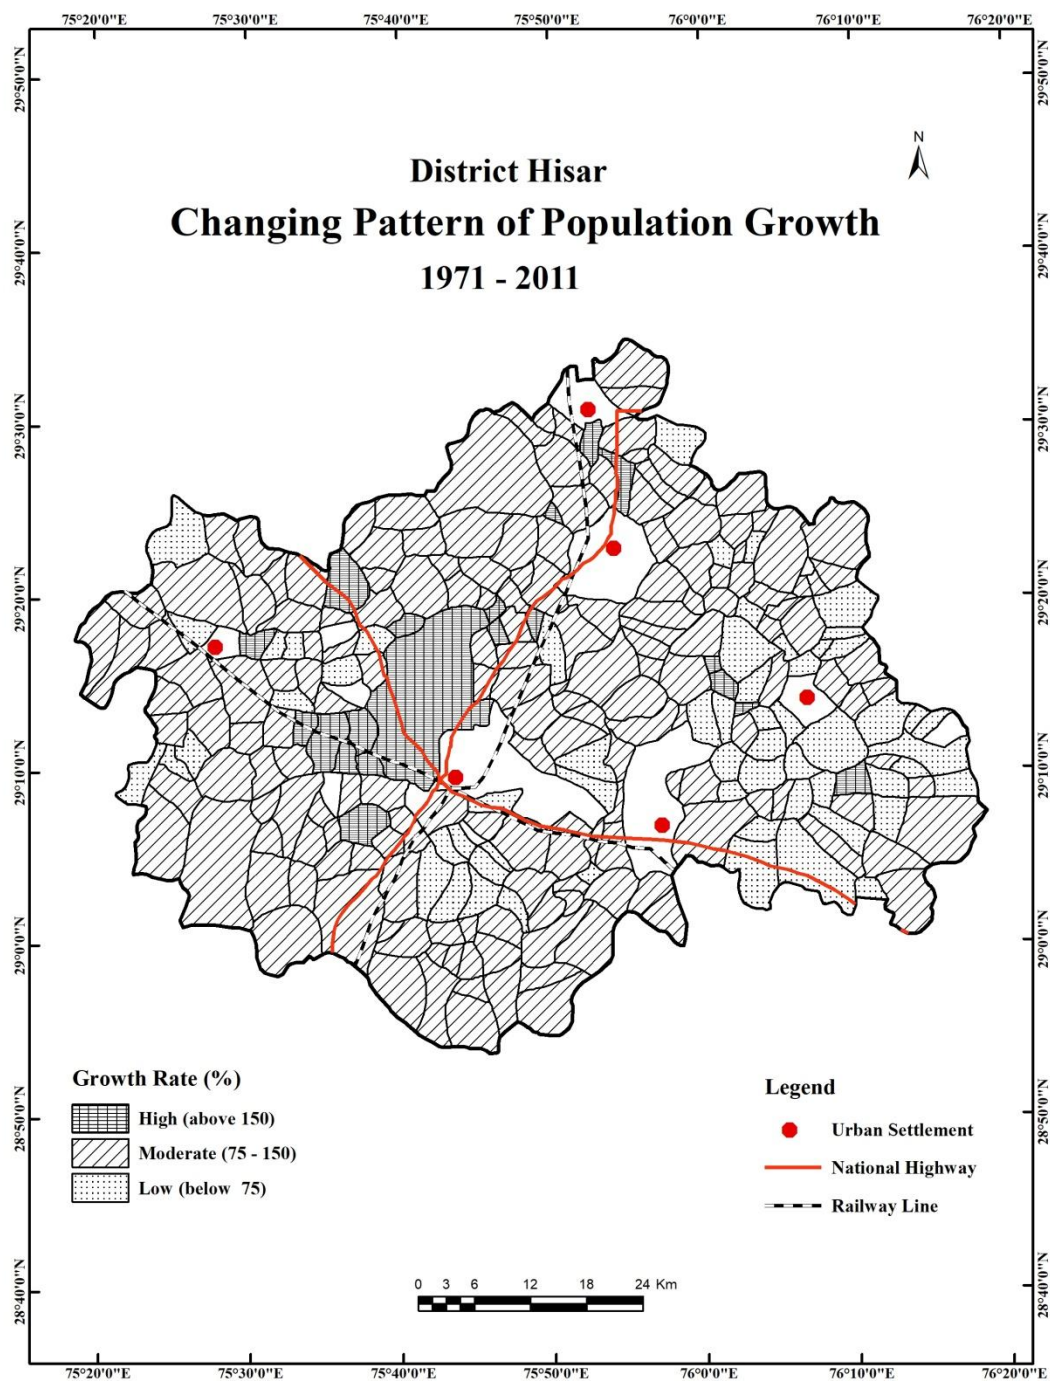 75°20'0"E 75°30'0"E 75°40'0"E 75°50'0"E 76°0'0"E 76°10'0"E 76°20'0"E
29°50'0"N 29°50'0"N
N
District Hisar
Changing Pattern of Population Growth
29°40'0"N 29°40'0"N
1971 - 2011
29°30'0"N 29°30'0"N
29°20'0"N 29°20'0"N
29°10'0"N 29°10'0"N
29°0'0"N 29°0'0"N
Growth Rate (%)
High (above 150)
Moderate (75 - 150)
Low (below 75)
Legend
Urban Settlement
National Highway
Railway Line
28°50'0"N 28°50'0"N
28°40'0"N 28°40'0"N
0 3 6 12 18 24 Km
75°20'0"E 75°30'0"E 75°40'0"E 75°50'0"E 76°0'0"E 76°10'0"E 76°20'0"E